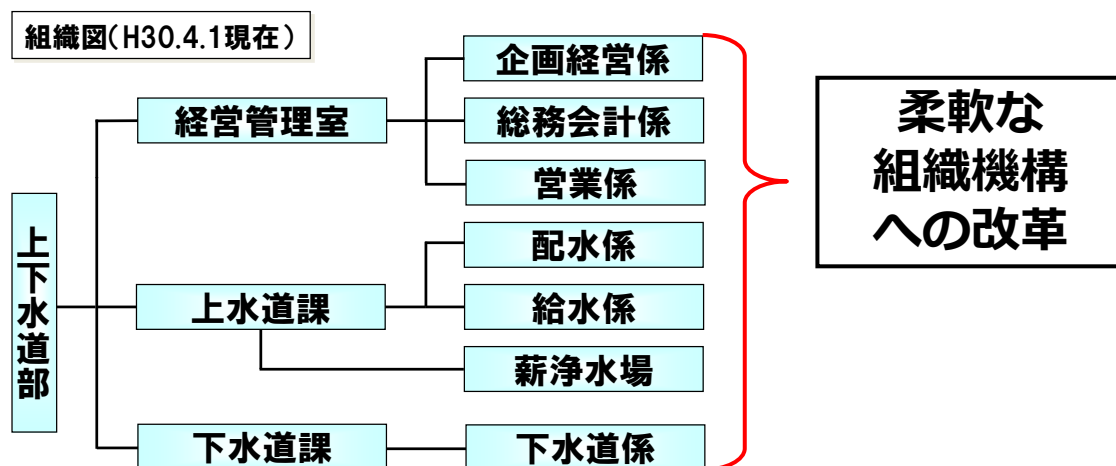 組織図(H30.4.1現在)
上下水道部
経営管理室
企画経営係
総務会計係
営業係
上水道課
配水係
給水係
薪浄水場
下水道課
下水道係
柔軟な
組織機構
への改革